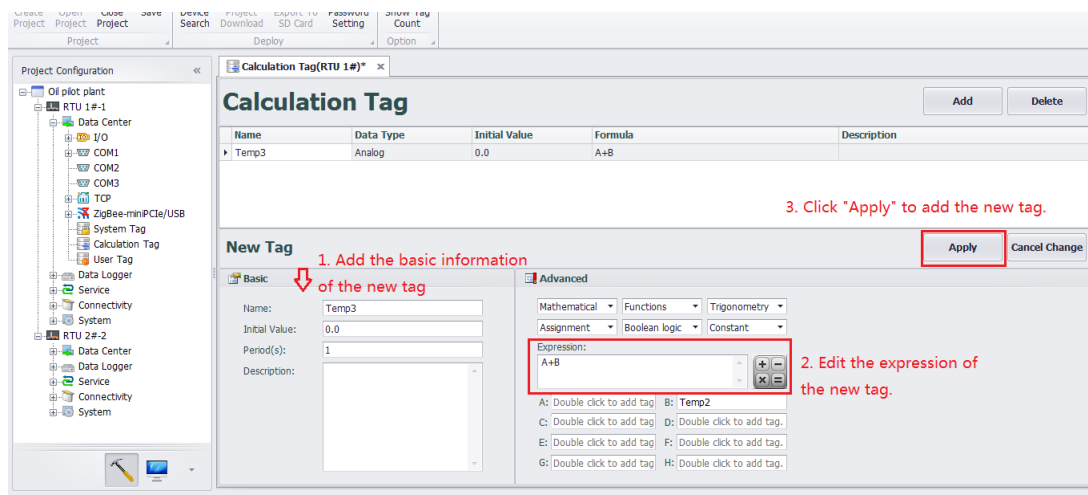 Create Open Close Save Device Project Export To Password Show Tag
Project Project Project Search Download SD Card Setting Count
Project Deploy Option
Project Configuration «
Calculation Tag(RTU 1#)* ×
Oil pilot plant
RTU 1#-1
Data Center
I/O
COM1
COM2
COM3
TCP
ZigBee-miniPCIe/USB
System Tag
Calculation Tag
User Tag
Data Logger
Service
Connectivity
System
RTU 2#-2
Data Center
Data Logger
Service
Connectivity
System
Calculation Tag
Add Delete
Name Data Type Initial Value Formula Description
Temp3 Analog 0.0 A+B
3. Click "Apply" to add the new tag.
New Tag
Apply Cancel Change
1. Add the basic information
of the new tag
Basic
Name: Temp3
Initial Value: 0.0
Period(s): 1
Description:
Advanced
Mathematical Functions Trigonometry
Assignment Boolean logic Constant
Expression:
A+B
+ −
× =
2. Edit the expression of
the new tag.
A: Double click to add tag B: Temp2
C: Double click to add tag D: Double click to add tag.
E: Double click to add tag F: Double click to add tag.
G: Double click to add tag H: Double click to add tag.